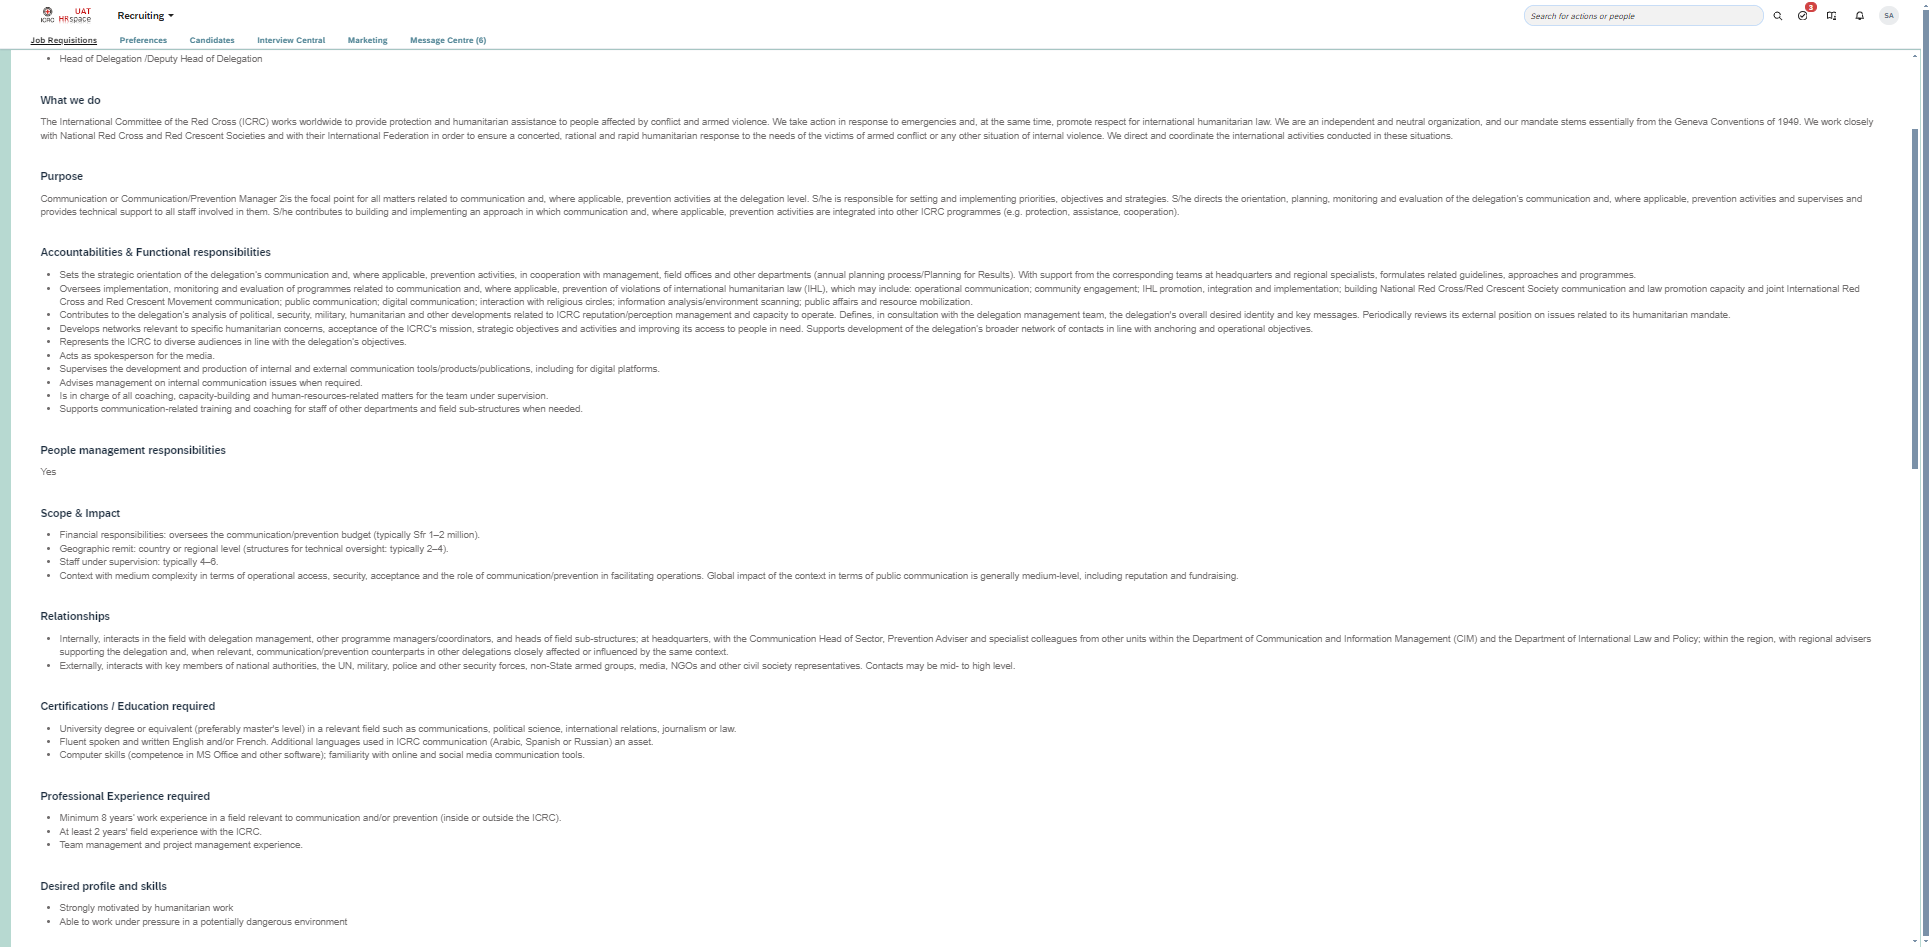 ICRC
UAT
HRspace
Recruiting
Search for actions or people
3
SA
Job Requisitions
Preferences
Candidates
Interview Central
Marketing
Message Centre (6)
• Head of Delegation /Deputy Head of Delegation
What we do
The International Committee of the Red Cross (ICRC) works worldwide to provide protection and humanitarian assistance to people affected by conflict and armed violence. We take action in response to emergencies and, at the same time, promote respect for international humanitarian law. We are an independent and neutral organization, and our mandate stems essentially from the Geneva Conventions of 1949. We work closely
with National Red Cross and Red Crescent Societies and with their International Federation in order to ensure a concerted, rational and rapid humanitarian response to the needs of the victims of armed conflict or any other situation of internal violence. We direct and coordinate the international activities conducted in these situations.
Purpose
Communication or Communication/Prevention Manager 2is the focal point for all matters related to communication and, where applicable, prevention activities at the delegation level. S/he is responsible for setting and implementing priorities, objectives and strategies. S/he directs the orientation, planning, monitoring and evaluation of the delegation's communication and, where applicable, prevention activities and supervises and
provides technical support to all staff involved in them. S/he contributes to building and implementing an approach in which communication and, where applicable, prevention activities are integrated into other ICRC programmes (e.g. protection, assistance, cooperation).
Accountabilities & Functional responsibilities
• Sets the strategic orientation of the delegation's communication and, where applicable, prevention activities, in cooperation with management, field offices and other departments (annual planning process/Planning for Results). With support from the corresponding teams at headquarters and regional specialists, formulates related guidelines, approaches and programmes.
• Oversees implementation, monitoring and evaluation of programmes related to communication and, where applicable, prevention of violations of international humanitarian law (IHL), which may include: operational communication; community engagement; IHL promotion, integration and implementation; building National Red Cross/Red Crescent Society communication and law promotion capacity and joint International Red
Cross and Red Crescent Movement communication; public communication; digital communication; interaction with religious circles; information analysis/environment scanning; public affairs and resource mobilization.
• Contributes to the delegation's analysis of political, security, military, humanitarian and other developments related to ICRC reputation/perception management and capacity to operate. Defines, in consultation with the delegation management team, the delegation's overall desired identity and key messages. Periodically reviews its external position on issues related to its humanitarian mandate.
• Develops networks relevant to specific humanitarian concerns, acceptance of the ICRC's mission, strategic objectives and activities and improving its access to people in need. Supports development of the delegation's broader network of contacts in line with anchoring and operational objectives.
• Represents the ICRC to diverse audiences in line with the delegation's objectives.
• Acts as spokesperson for the media.
• Supervises the development and production of internal and external communication tools/products/publications, including for digital platforms.
• Advises management on internal communication issues when required.
• Is in charge of all coaching, capacity-building and human-resources-related matters for the team under supervision.
• Supports communication-related training and coaching for staff of other departments and field sub-structures when needed.
People management responsibilities
Yes
Scope & Impact
• Financial responsibilities: oversees the communication/prevention budget (typically Sfr 1–2 million).
• Geographic remit: country or regional level (structures for technical oversight: typically 2–4).
• Staff under supervision: typically 4–6.
• Context with medium complexity in terms of operational access, security, acceptance and the role of communication/prevention in facilitating operations. Global impact of the context in terms of public communication is generally medium-level, including reputation and fundraising.
Relationships
• Internally, interacts in the field with delegation management, other programme managers/coordinators, and heads of field sub-structures; at headquarters, with the Communication Head of Sector, Prevention Adviser and specialist colleagues from other units within the Department of Communication and Information Management (CIM) and the Department of International Law and Policy; within the region, with regional advisers
supporting the delegation and, when relevant, communication/prevention counterparts in other delegations closely affected or influenced by the same context.
• Externally, interacts with key members of national authorities, the UN, military, police and other security forces, non-State armed groups, media, NGOs and other civil society representatives. Contacts may be mid- to high level.
Certifications / Education required
• University degree or equivalent (preferably master's level) in a relevant field such as communications, political science, international relations, journalism or law.
• Fluent spoken and written English and/or French. Additional languages used in ICRC communication (Arabic, Spanish or Russian) an asset.
• Computer skills (competence in MS Office and other software); familiarity with online and social media communication tools.
Professional Experience required
• Minimum 8 years' work experience in a field relevant to communication and/or prevention (inside or outside the ICRC).
• At least 2 years' field experience with the ICRC.
• Team management and project management experience.
Desired profile and skills
• Strongly motivated by humanitarian work
• Able to work under pressure in a potentially dangerous environment